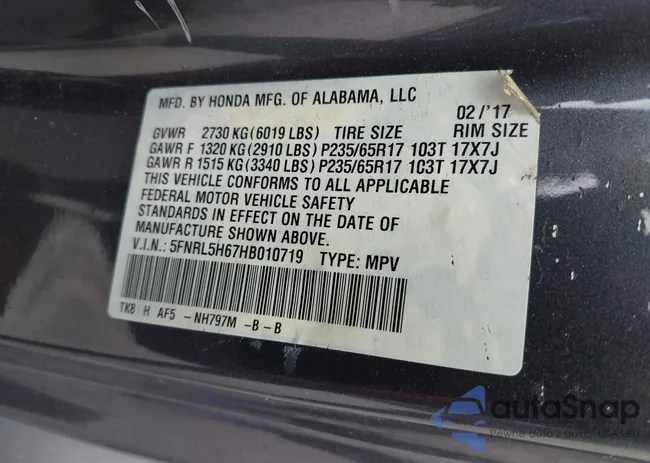 MFD. BY HONDA MFG. OF ALABAMA, LLC
02/'17
GVWR 2730 KG(6019 LBS) TIRE SIZE RIM SIZE
GAWR F 1320 KG(2910 LBS)P235/65R17 103T 17X7J
GAWR R 1515 KG(3340 LBS)P235/65R17 103T 17X7J
THIS VEHICLE CONFORMS TO ALL APPLICABLE
FEDERAL MOTOR VEHICLE SAFETY
STANDARDS IN EFFECT ON THE DATE OF
MANUFACTURE SHOWN ABOVE.
V.I.N.: 5FNRL5H67HB010719 TYPE: MPV
TK8 H AF5 -NH797M -B-B
autoSnap
Pewne auto z